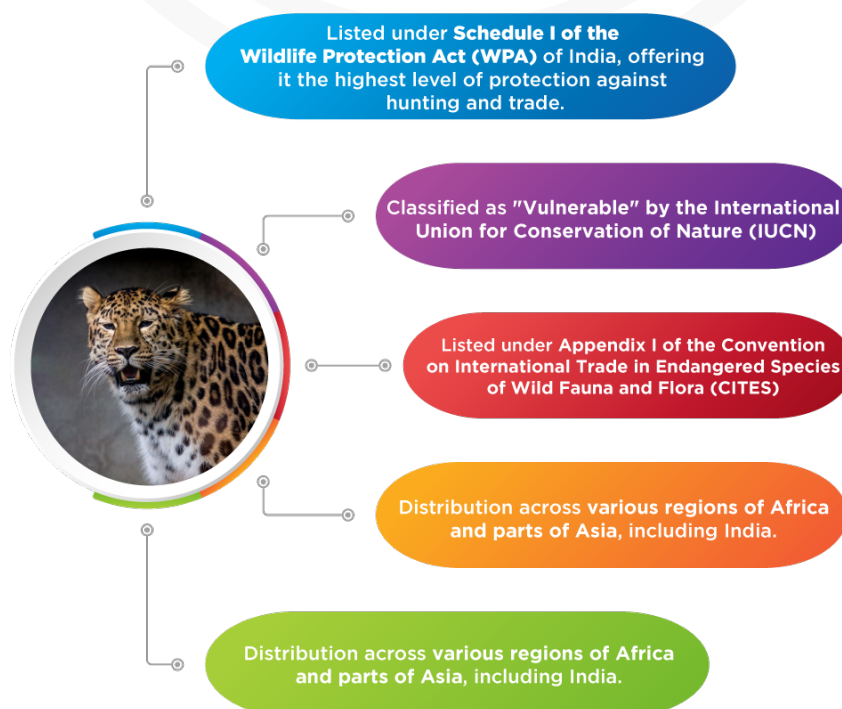 Listed under Schedule I of the
Wildlife Protection Act (WPA) of India, offering
it the highest level of protection against
hunting and trade.
Classified as "Vulnerable" by the International
Union for Conservation of Nature (IUCN)
Listed under Appendix I of the Convention
on International Trade in Endangered Species
of Wild Fauna and Flora (CITES)
Distribution across various regions of Africa
and parts of Asia, including India.
Distribution across various regions of Africa
and parts of Asia, including India.